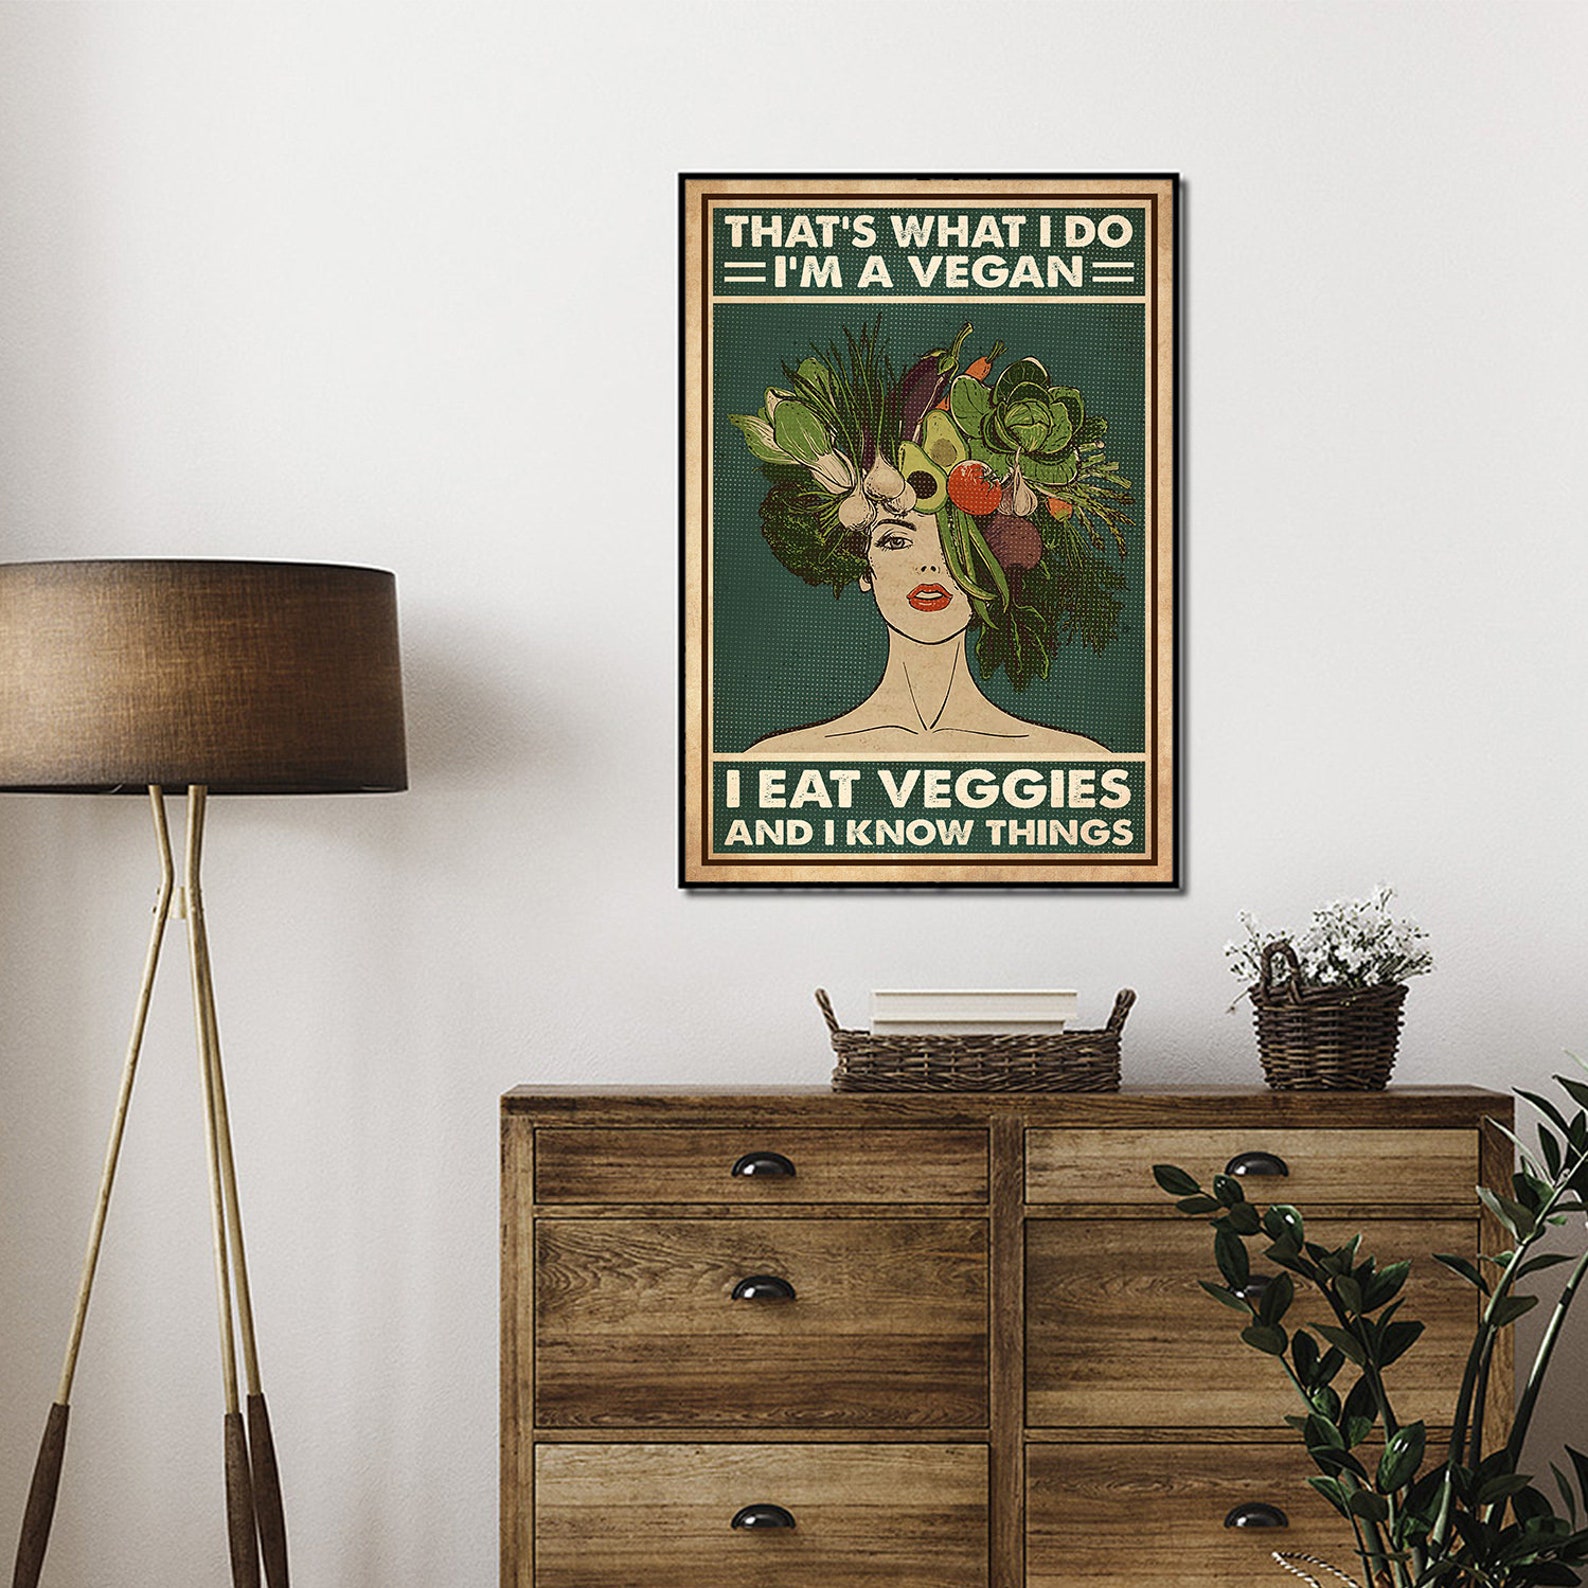 THAT'S WHAT I DO
I'M A VEGAN
I EAT VEGGIES
AND I KNOW THINGS